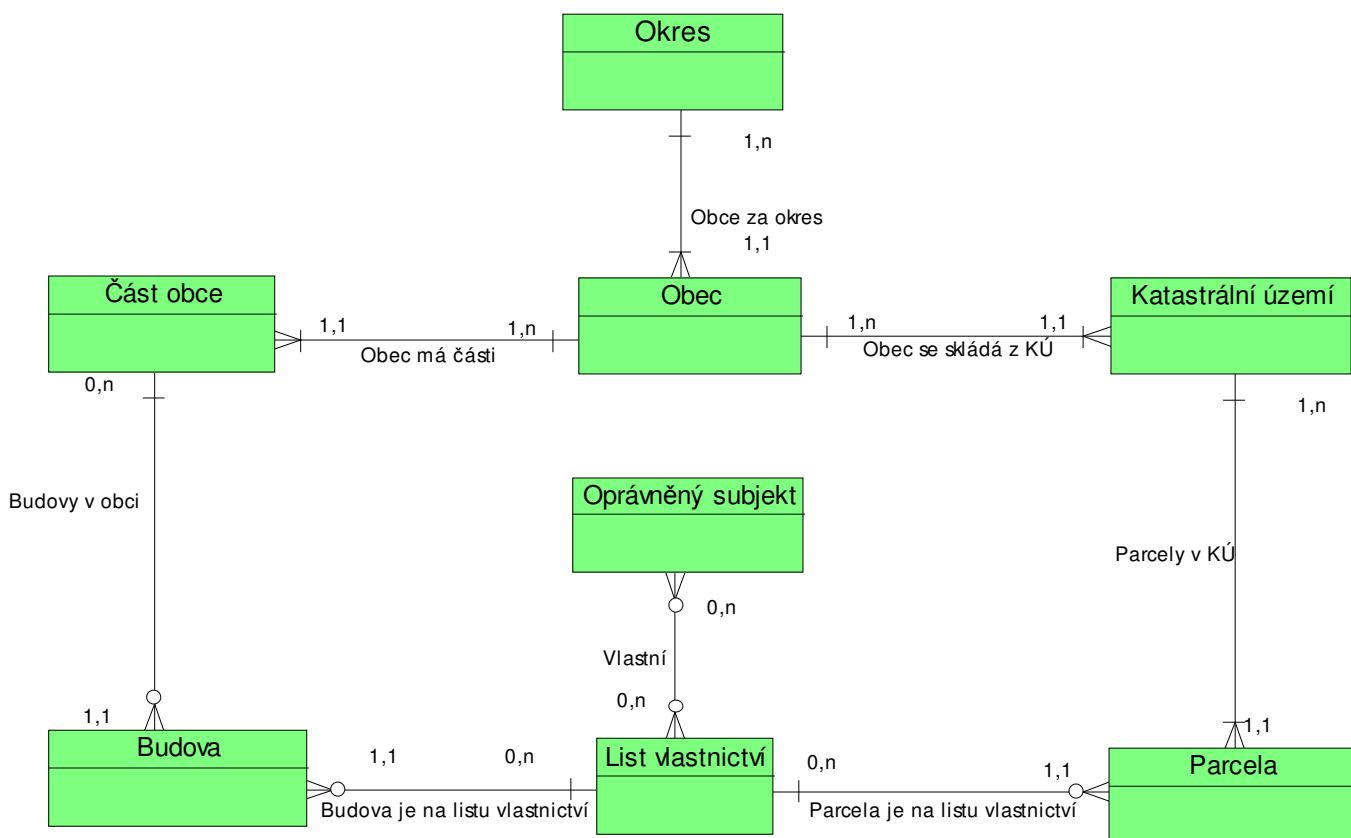 Okres
1,n
Obce za okres
1,1
Část obce
Obec
Katastrální území
1,1
1,n
Obec má části
1,n
1,1
Obec se skládá z KÚ
0,n
1,n
Budovy v obci
Oprávněný subjekt
Parcely v KÚ
0,n
Vlastní
0,n
1,1
1,1
Budova
List vlastnictví
Parcela
1,1
0,n
Budova je na listu vlastnictví
0,n
1,1
Parcela je na listu vlastnictví